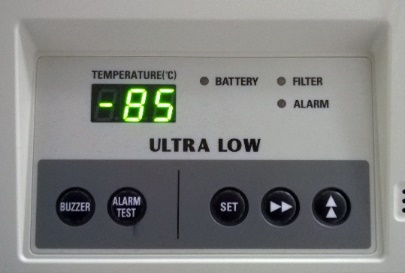 TEMPERATURE(°C)
-85
BATTERY
FILTER
ALARM
ULTRA LOW
BUZZER
ALARM
TEST
SET